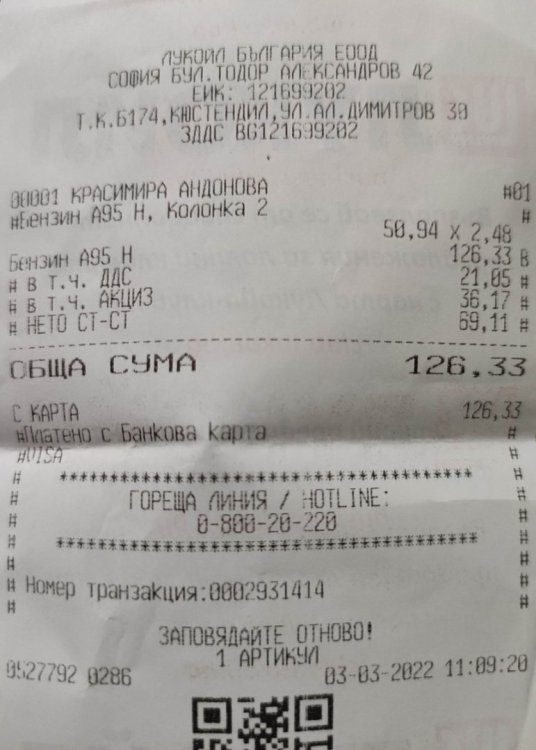 ЛУКОЙЛ БЪЛГАРИЯ ЕООД
СОФИЯ БУЛ.ТОДОР АЛЕКСАНДРОВ 42
ЕИК: 121699202
Т.К.Б174,КЮСТЕНДИЛ,УЛ.АЛ.ДИМИТРОВ 30
ЗДДС BG121699202
00001 КРАСИМИРА АНДОНОВА #01
#Бензин А95 Н, Колонка 2 #
50,94 X 2,48
Бензин А95 Н 126,33 В
# В Т.Ч. ДДС 21,05 #
# В Т.Ч. АКЦИЗ 36,17 #
# НЕТО СТ-СТ 69,11 #
ОБЩА СУМА 126,33
С КАРТА 126,33
#Платено с Банкова карта #
#VISA #
# **************************************** #
# ГОРЕЩА ЛИНИЯ / HOTLINE: #
# 0-800-20-220 #
# **************************************** #
# #
# Номер транзакция:0002931414 #
# #
ЗАПОВЯДАЙТЕ ОТНОВО!
1 АРТИКУЛ
0527792 0286 03-03-2022 11:09:20